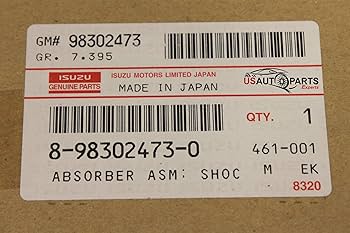 GM# 98302473
GR. 7.395
ISUZU
GENUINE PARTS
ISUZU MOTORS LIMITED JAPAN
MADE IN JAPAN
USAUTOPARTS
Experts
8-98302473-0
QTY. 1
461-001
ABSORBER ASM: SHOC M EK
8320